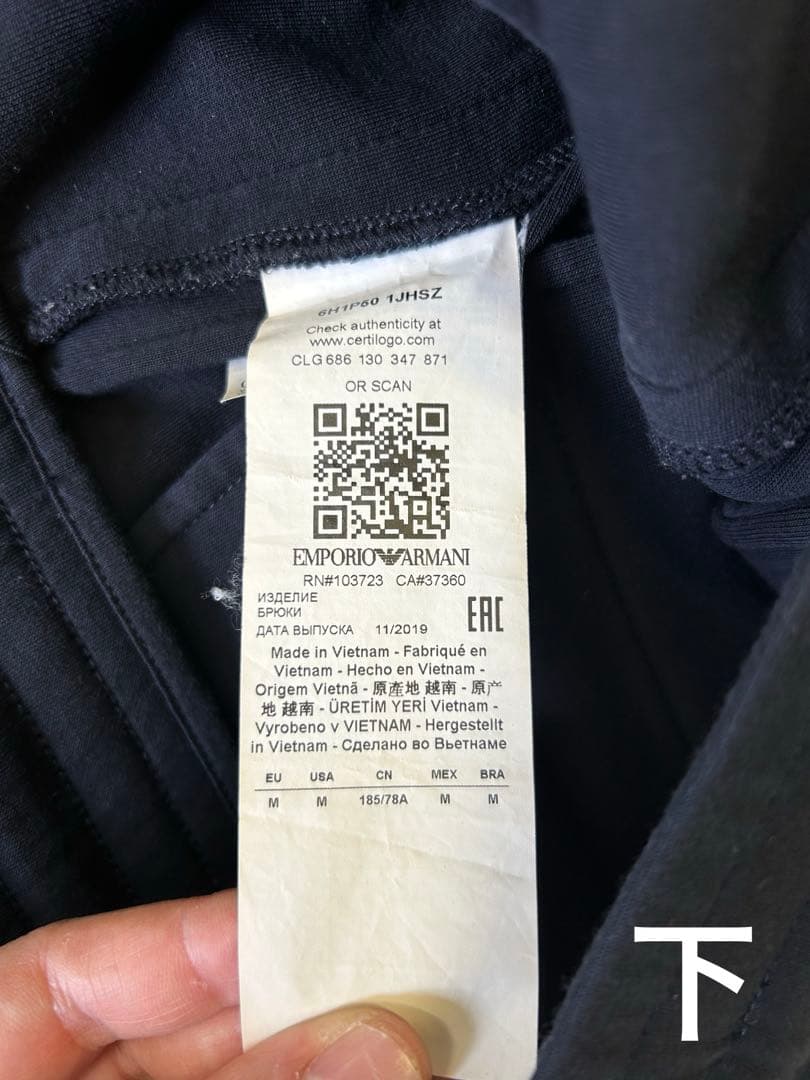 6H1P60 1JHSZ
Check authenticity at
www.certilogo.com
CLG 686 130 347 871
OR SCAN
EMPORIO ARMANI
RN#103723 CA#37360
ИЗДЕЛИЕ
БРЮКИ
EAC
ДАТА ВЫПУСКА 11/2019
Made in Vietnam - Fabriqué en
Vietnam - Hecho en Vietnam -
Origem Vietnã - 原產地 越南 - 原产
地 越南 - ÜRETİM YERİ Vietnam -
Vyrobeno v VIETNAM - Hergestellt
in Vietnam - Сделано во Вьетнаме
EU USA CN MEX BRA
M M 185/78A M M
下